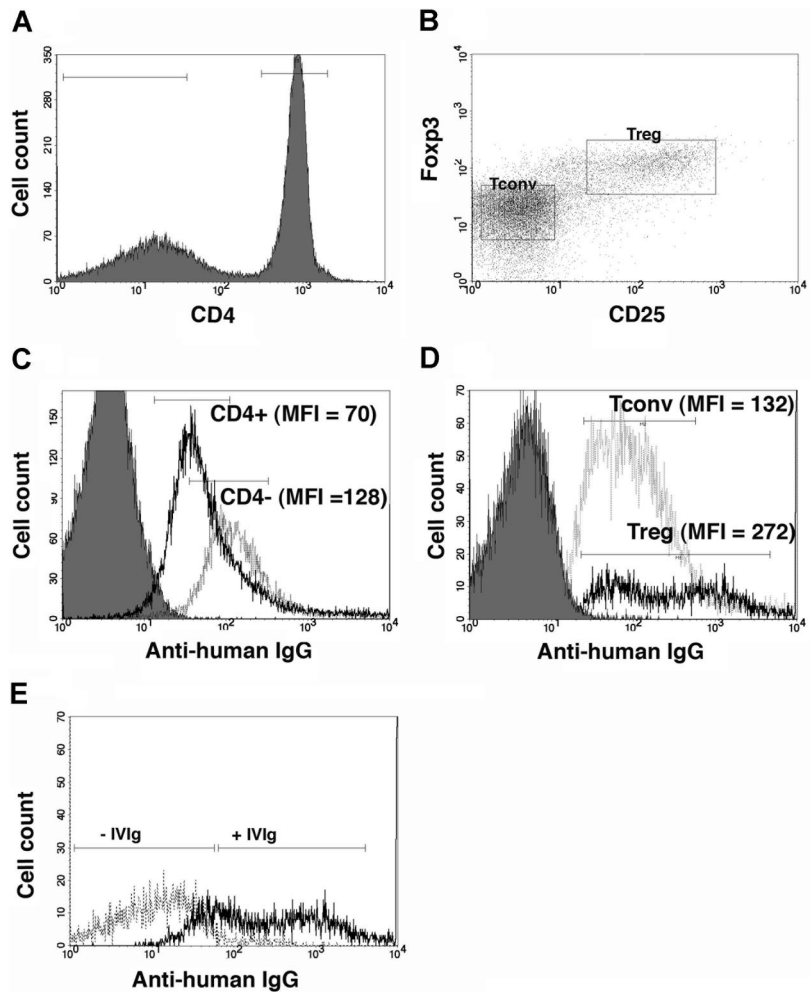 A
350
280
210
140
70
0
Cell count
10^0 10^1 10^2 10^3 10^4
CD4
B
10^4
10^3
10^2
10^1
10^0
Foxp3
Treg
Tconv
10^0 10^1 10^2 10^3 10^4
CD25
C
150
120
90
60
30
0
Cell count
CD4+ (MFI = 70)
CD4- (MFI =128)
10^0 10^1 10^2 10^3 10^4
Anti-human IgG
D
70
60
50
40
30
20
10
0
Cell count
Tconv (MFI = 132)
Treg (MFI = 272)
10^0 10^1 10^2 10^3 10^4
Anti-human IgG
E
70
60
50
40
30
20
10
0
Cell count
- IVIg + IVIg
10^0 10^1 10^2 10^3 10^4
Anti-human IgG